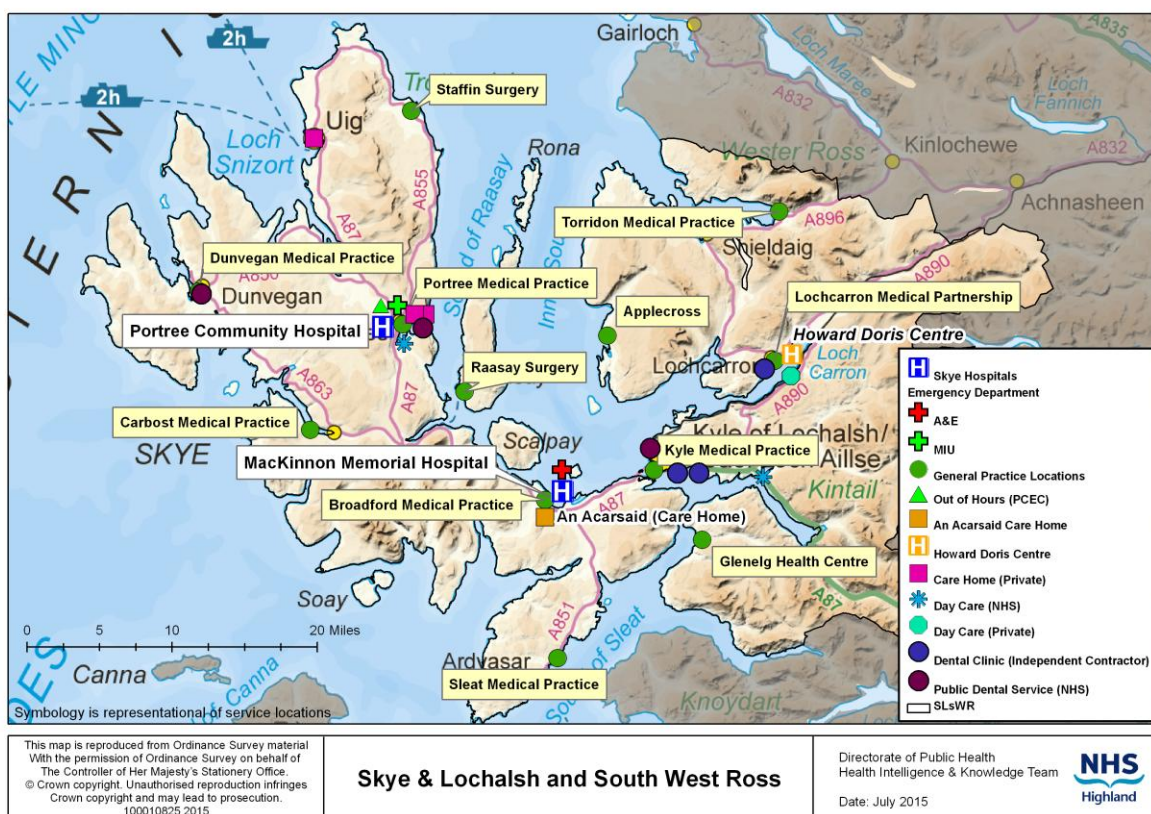 2h
2h
Gairloch
Loch Maree
A835
Loch
Fannich
A832
A832
Kinlochewe
Achnasheen
Staffin Surgery
Uig
Loch
Snizort
Rona
A855
A87
Wester Ross
Torridon Medical Practice
A896
Shieldaig
A890
Dunvegan Medical Practice
Dunvegan
Portree Medical Practice
Portree Community Hospital
Applecross
Lochcarron Medical Partnership
Howard Doris Centre
Lochcarron
Loch
Carron
A890
Raasay Surgery
A863
A87
Carbost Medical Practice
SKYE
Scalpay
MacKinnon Memorial Hospital
Kyle of Lochalsh/
Kyle Medical Practice
Aillse
Kintail
Broadford Medical Practice
A87
An Acarsaid (Care Home)
Glenelg Health Centre
A87
Soay
A851
0 5 10 20 Miles
Ardvasar
Sleat Medical Practice
Canna
Knoydart
Symbology is representational of service locations
Skye Hospitals
Emergency Department
A&E
MIU
General Practice Locations
Out of Hours (PCEC)
An Acarsaid Care Home
Howard Doris Centre
Care Home (Private)
Day Care (NHS)
Day Care (Private)
Dental Clinic (Independent Contractor)
Public Dental Service (NHS)
SLsWR
This map is reproduced from Ordinance Survey material
With the permission of Ordinance Survey on behalf of
The Controller of Her Majesty's Stationery Office.
© Crown copyright. Unauthorised reproduction infringes
Crown copyright and may lead to prosecution.
100010825 2015
Skye & Lochalsh and South West Ross
Directorate of Public Health
Health Intelligence & Knowledge Team
Date: July 2015
NHS
Highland